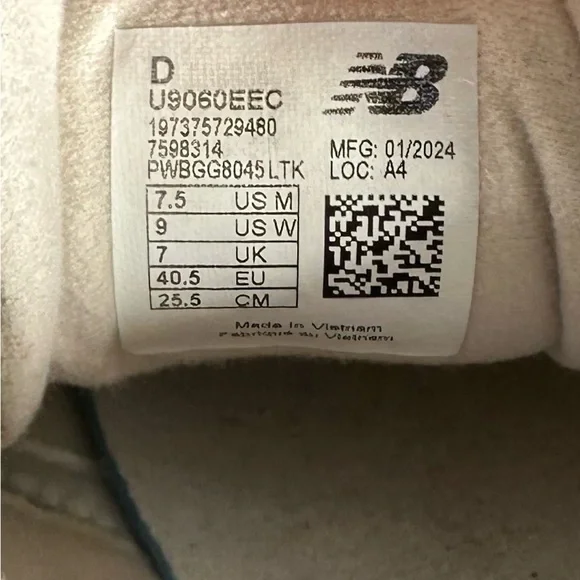 D
NB
U9060EEC
197375729480
7598314
MFG: 01/2024
PWBGG8045LTK
LOC: A4
7.5 US M
9 US W
7 UK
40.5 EU
25.5 CM
Made in Vietnam
Fabriqué au Vietnam